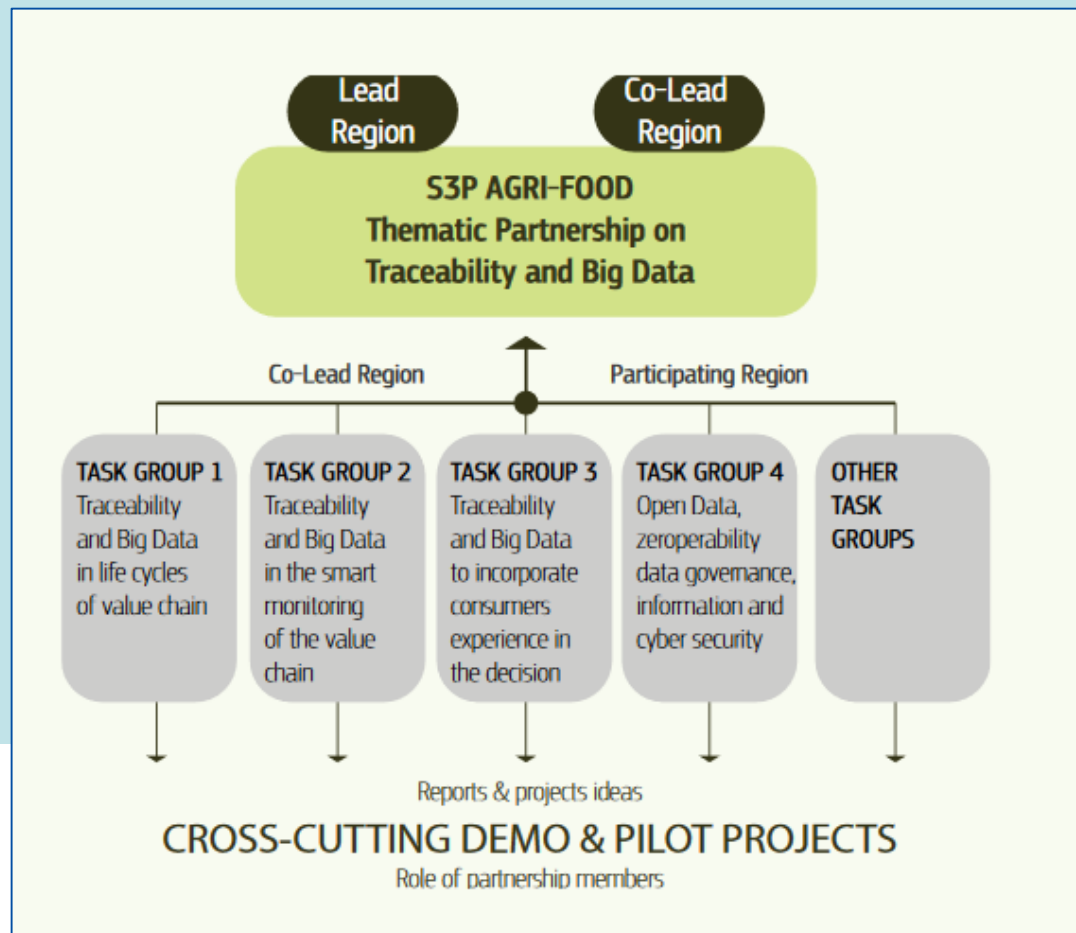 Lead
Region
Co-Lead
Region
S3P AGRI-FOOD
Thematic Partnership on
Traceability and Big Data
Co-Lead Region
Participating Region
TASK GROUP 1
Traceability
and Big Data
in life cycles
of value chain
TASK GROUP 2
Traceability
and Big Data
in the smart
monitoring
of the value
chain
TASK GROUP 3
Traceability
and Big Data
to incorporate
consumers
experience in
the decision
TASK GROUP 4
Open Data,
zeroperability
data governance,
information and
cyber security
OTHER
TASK
GROUPS
Reports & projects ideas
CROSS-CUTTING DEMO & PILOT PROJECTS
Role of partnership members